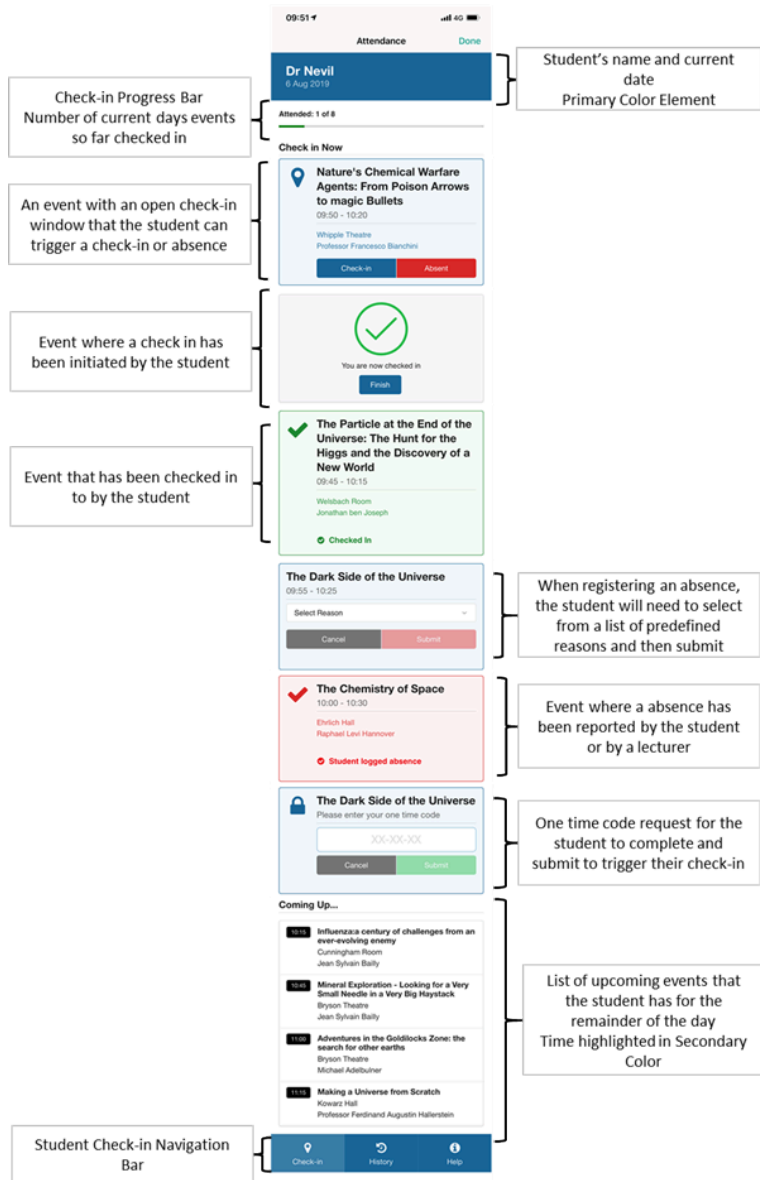 09:51
4G
Attendance
Done
Dr Nevil
6 Aug 2019
Student's name and current
date
Primary Color Element
Check-in Progress Bar
Number of current days events
so far checked in
Attended: 1 of 8
Check in Now
An event with an open check-in
window that the student can
trigger a check-in or absence
Nature's Chemical Warfare
Agents: From Poison Arrows
to magic Bullets
09:50 - 10:20
Whipple Theatre
Professor Francesco Bianchini
Check-in
Absent
Event where a check in has
been initiated by the student
You are now checked in
Finish
Event that has been checked in
to by the student
The Particle at the End of the
Universe: The Hunt for the
Higgs and the Discovery of a
New World
09:45 - 10:15
Welsbach Room
Jonathan ben Joseph
Checked In
The Dark Side of the Universe
09:55 - 10:25
Select Reason
Cancel
Submit
When registering an absence,
the student will need to select
from a list of predefined
reasons and then submit
The Chemistry of Space
10:00 - 10:30
Ehrlich Hall
Raphael Levi Hannover
Student logged absence
Event where a absence has
been reported by the student
or by a lecturer
The Dark Side of the Universe
Please enter your one time code
XX-XX-XX
Cancel
Submit
One time code request for the
student to complete and
submit to trigger their check-in
Coming Up...
10:15
Influenza:a century of challenges from an
ever-evolving enemy
Cunningham Room
Jean Sylvain Bailly
10:45
Mineral Exploration - Looking for a Very
Small Needle in a Very Big Haystack
Bryson Theatre
Jean Sylvain Bailly
11:00
Adventures in the Goldilocks Zone: the
search for other earths
Bryson Theatre
Michael Adelbulner
11:15
Making a Universe from Scratch
Kowarz Hall
Professor Ferdinand Augustin Hallerstein
List of upcoming events that
the student has for the
remainder of the day
Time highlighted in Secondary
Color
Student Check-in Navigation
Bar
Check-in
History
Help